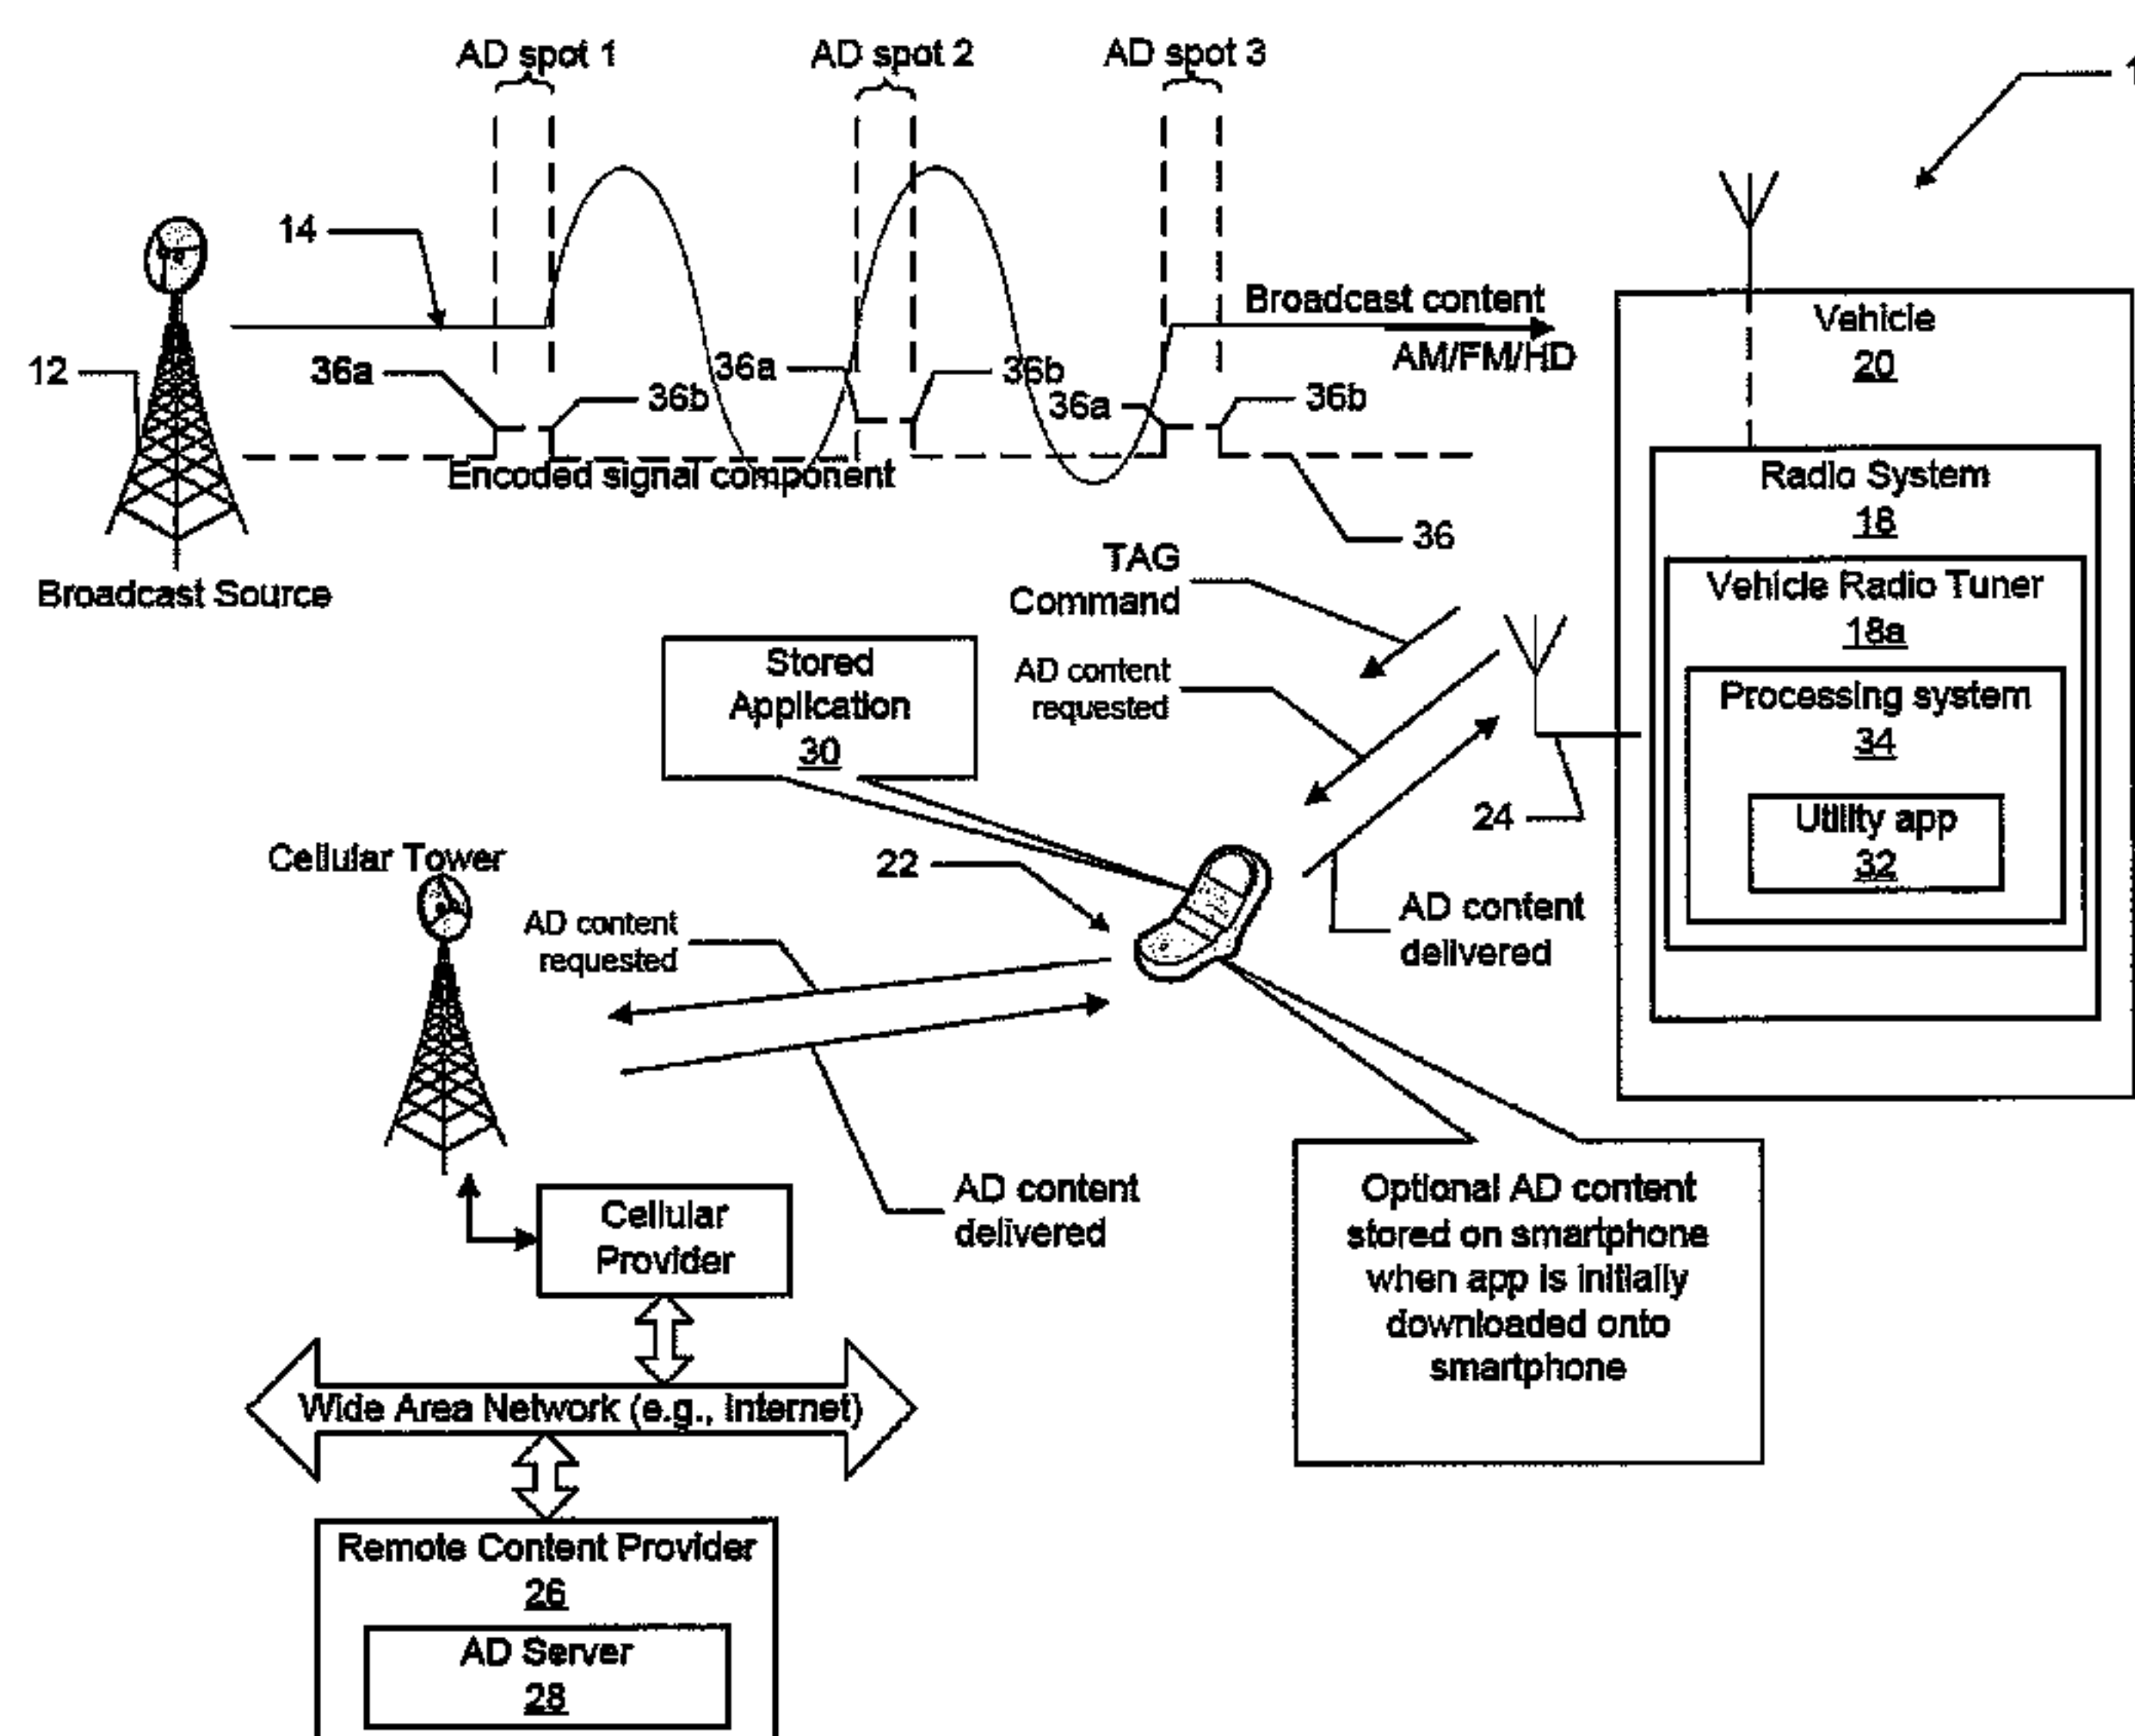 AD spot 1
AD spot 2
AD spot 3
14
12
36a
36b
36a
36b
36a
36b
Broadcast content
AM/FM/HD
Encoded signal component
36
Broadcast Source
Vehicle
20
Radio System
18
Vehicle Radio Tuner
18a
Processing system
34
Utility app
32
TAG
Command
AD content
requested
24
Stored
Application
30
22
AD content
delivered
Cellular Tower
AD content
requested
AD content
delivered
Cellular
Provider
Optional AD content
stored on smartphone
when app is initially
downloaded onto
smartphone
Wide Area Network (e.g., Internet)
Remote Content Provider
26
AD Server
28